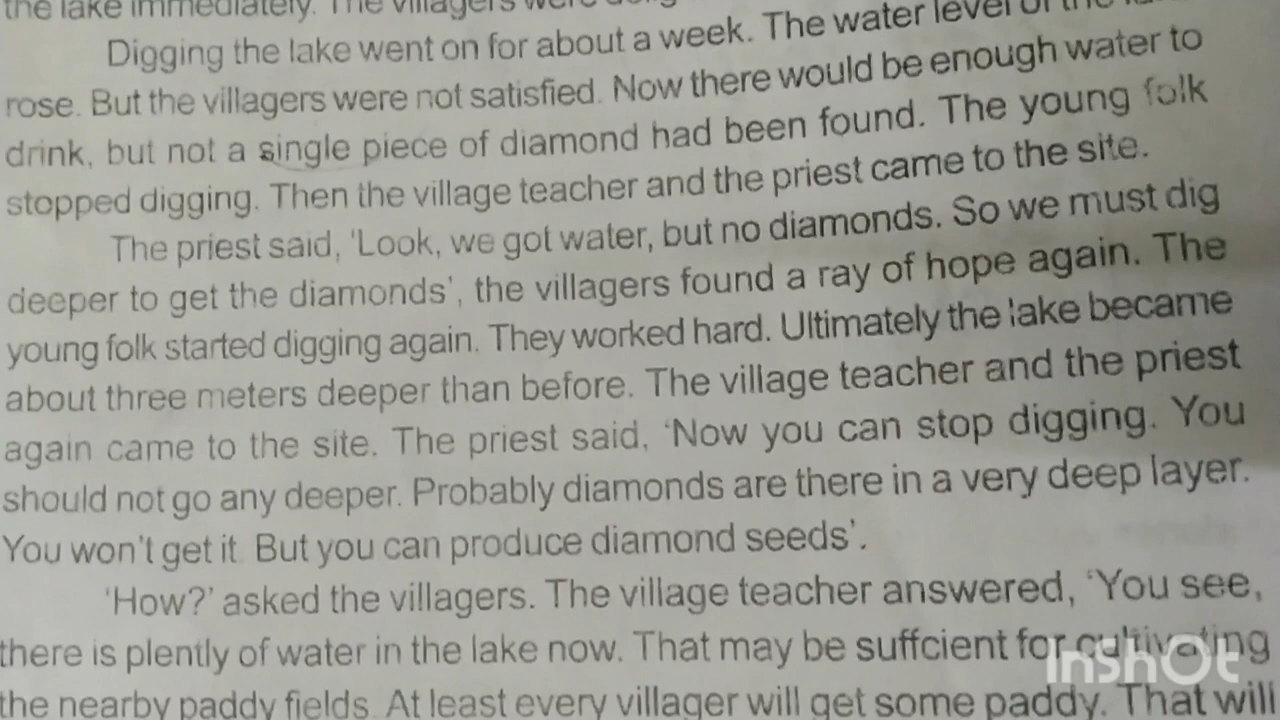 the lake immediately. The villagers were
Digging the lake went on for about a week. The water level of the
rose. But the villagers were not satisfied. Now there would be enough water to
drink, but not a single piece of diamond had been found. The young folk
stopped digging. Then the village teacher and the priest came to the site.
The priest said, 'Look, we got water, but no diamonds. So we must dig
deeper to get the diamonds', the villagers found a ray of hope again. The
young folk started digging again. They worked hard. Ultimately the lake became
about three meters deeper than before. The village teacher and the priest
again came to the site. The priest said, 'Now you can stop digging. You
should not go any deeper. Probably diamonds are there in a very deep layer.
You won't get it. But you can produce diamond seeds'.
'How?' asked the villagers. The village teacher answered, 'You see,
there is plently of water in the lake now. That may be suffcient for cultivating
the nearby paddy fields. At least every villager will get some paddy. That will
InShOt